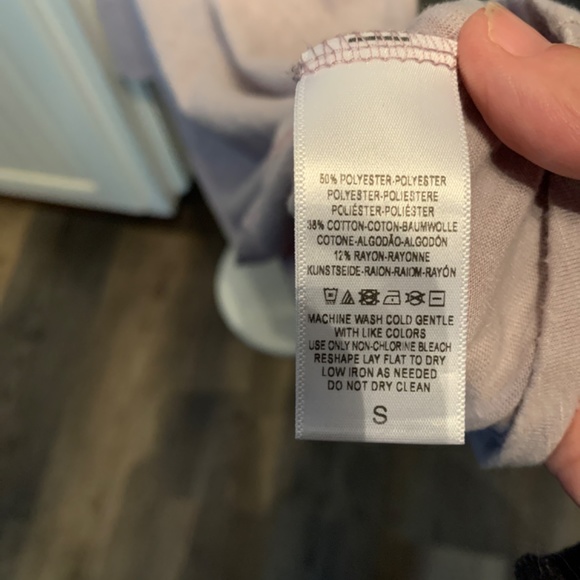 50% POLYESTER-POLYESTER
POLYESTER-POLIESTERE
POLIÉSTER-POLIÉSTER
38% COTTON-COTON-BAUMWOLLE
COTONE-ALGODÃO-ALGODÓN
12% RAYON-RAYONNE
KUNSTSEIDE-RAION-RAIOM-RAYÓN
MACHINE WASH COLD GENTLE
WITH LIKE COLORS
USE ONLY NON-CHLORINE BLEACH
RESHAPE LAY FLAT TO DRY
LOW IRON AS NEEDED
DO NOT DRY CLEAN
S